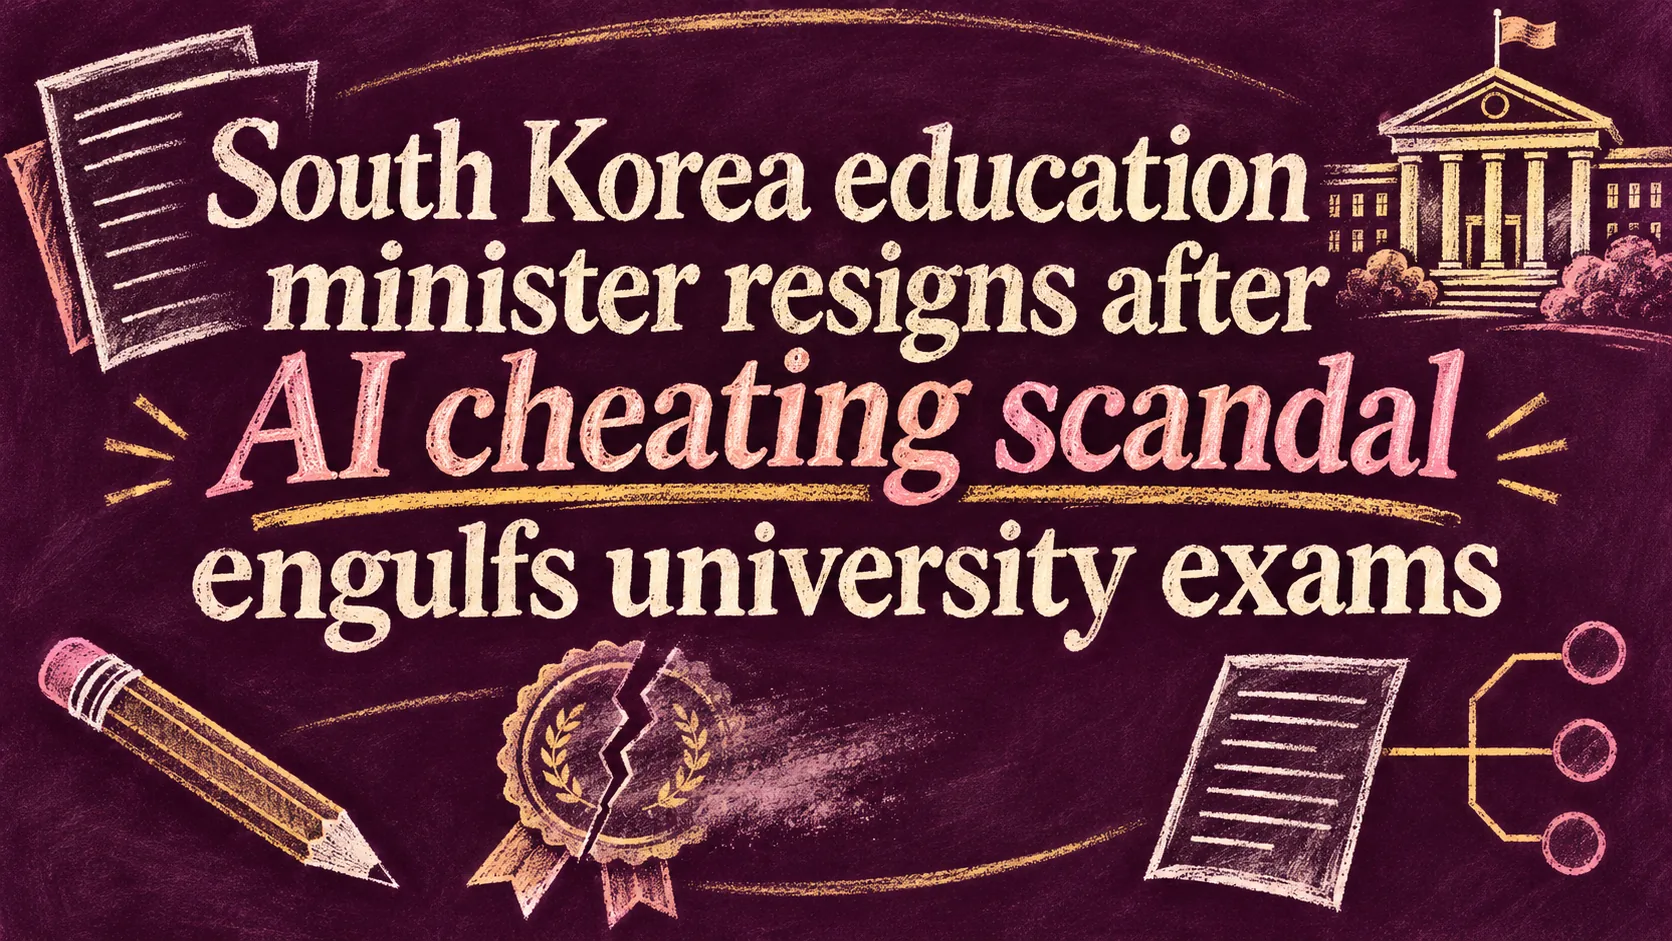 South Korea education
minister resigns after
AI cheating scandal
engulfs university exams